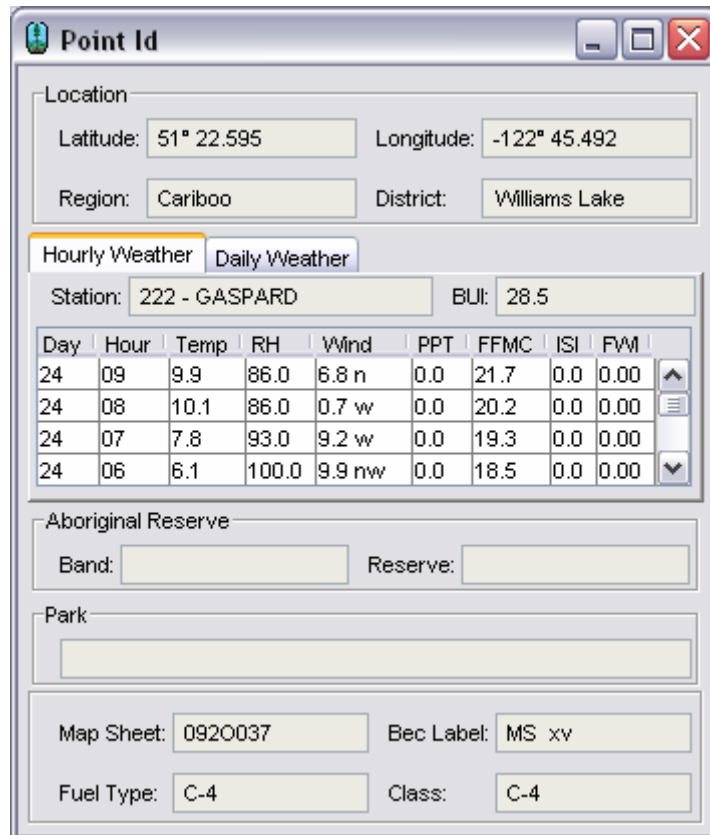 Point Id
Location
Latitude: 51° 22.595 Longitude: -122° 45.492
Region: Cariboo District: Williams Lake
Hourly Weather Daily Weather
Station: 222 - GASPARD BUI: 28.5
Day Hour Temp RH Wind PPT FFMC ISI FWI
24 09 9.9 86.0 6.8 n 0.0 21.7 0.0 0.00
24 08 10.1 86.0 0.7 w 0.0 20.2 0.0 0.00
24 07 7.8 93.0 9.2 w 0.0 19.3 0.0 0.00
24 06 6.1 100.0 9.9 nw 0.0 18.5 0.0 0.00
Aboriginal Reserve
Band: Reserve:
Park
Map Sheet: 092O037 Bec Label: MS xv
Fuel Type: C-4 Class: C-4